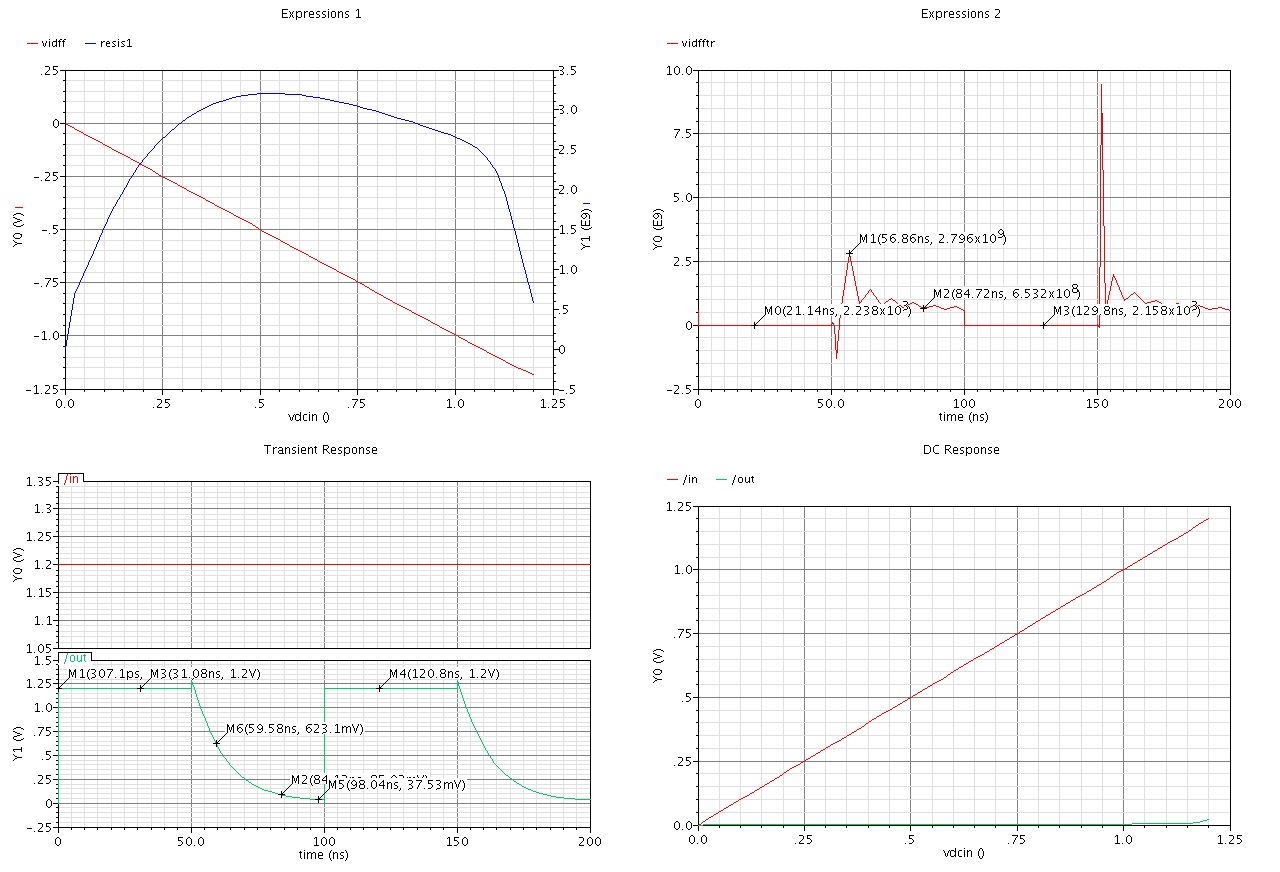 Expressions 1
vidff resis1
.25
0
-.25
-.5
-.75
-1.0
-1.25
Y0 (V)
3.5
3.0
2.5
2.0
1.5
1.0
.5
0
-.5
Y1 (E9)
0.0 .25 .5 .75 1.0 1.25
vdcin ()
Expressions 2
vidfftr
10.0
7.5
5.0
2.5
0
-2.5
Y0 (E9)
M1(56.86ns, 2.796x10^9)
M2(84.72ns, 6.532x10^8)
M0(21.14ns, 2.238x10^3)
M3(129.8ns, 2.158x10^3)
0 50.0 100 150 200
time (ns)
Transient Response
/in
1.35
1.3
1.25
1.2
1.15
1.1
1.05
Y0 (V)
/out
1.5
1.25
1.0
.75
.5
.25
0
-.25
Y1 (V)
M1(307.1ps, M3(31.08ns, 1.2V)
M4(120.8ns, 1.2V)
M6(59.58ns, 623.1mV)
M5(98.04ns, 37.53mV)
0 50.0 100 150 200
time (ns)
DC Response
/in /out
1.25
1.0
.75
.5
.25
0.0
Y0 (V)
0.0 .25 .5 .75 1.0 1.25
vdcin ()